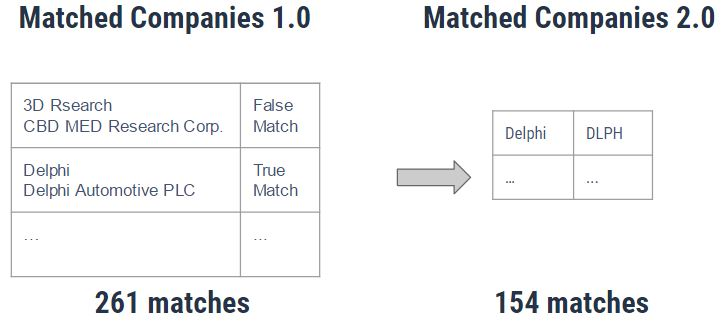 Matched Companies 1.0
Matched Companies 2.0
3D Rsearch
CBD MED Research Corp.
False
Match
Delphi
Delphi Automotive PLC
True
Match
...
...
Delphi
DLPH
...
...
261 matches
154 matches